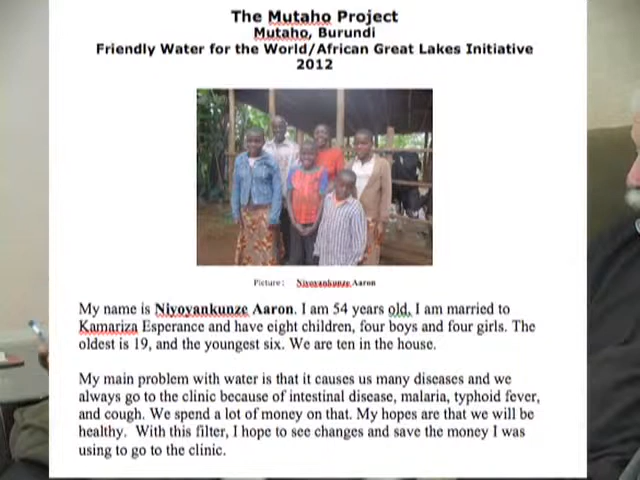 The Mutaho Project
Mutaho, Burundi
Friendly Water for the World/African Great Lakes Initiative
2012
Picture: Niyoyankunze Aaron
My name is Niyoyankunze Aaron. I am 54 years old, I am married to
Kamariza Esperance and have eight children, four boys and four girls. The
oldest is 19, and the youngest six. We are ten in the house.
My main problem with water is that it causes us many diseases and we
always go to the clinic because of intestinal disease, malaria, typhoid fever,
and cough. We spend a lot of money on that. My hopes are that we will be
healthy. With this filter, I hope to see changes and save the money I was
using to go to the clinic.